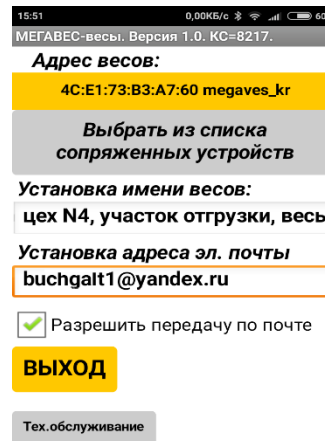 15:51 0,00КБ/с 60
МЕГАВЕС-весы. Версия 1.0. КС=8217.
Адрес весов:
4C:E1:73:B3:A7:60 megaves_kr
Выбрать из списка
сопряженных устройств
Установка имени весов:
цех N4, участок отгрузки, весы
Установка адреса эл. почты
buchgalt1@yandex.ru
Разрешить передачу по почте
ВЫХОД
Тех.обслуживание